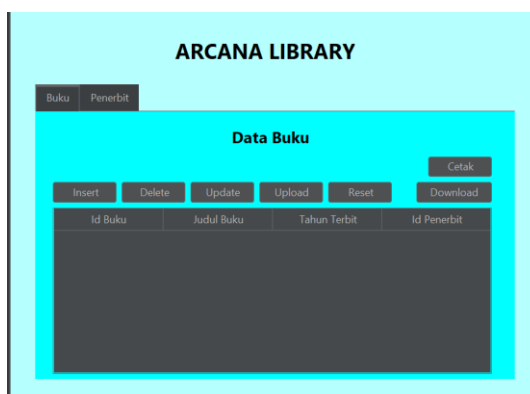 ARCANA LIBRARY
Buku Penerbit
Data Buku
Cetak
Insert Delete Update Upload Reset Download
Id Buku Judul Buku Tahun Terbit Id Penerbit